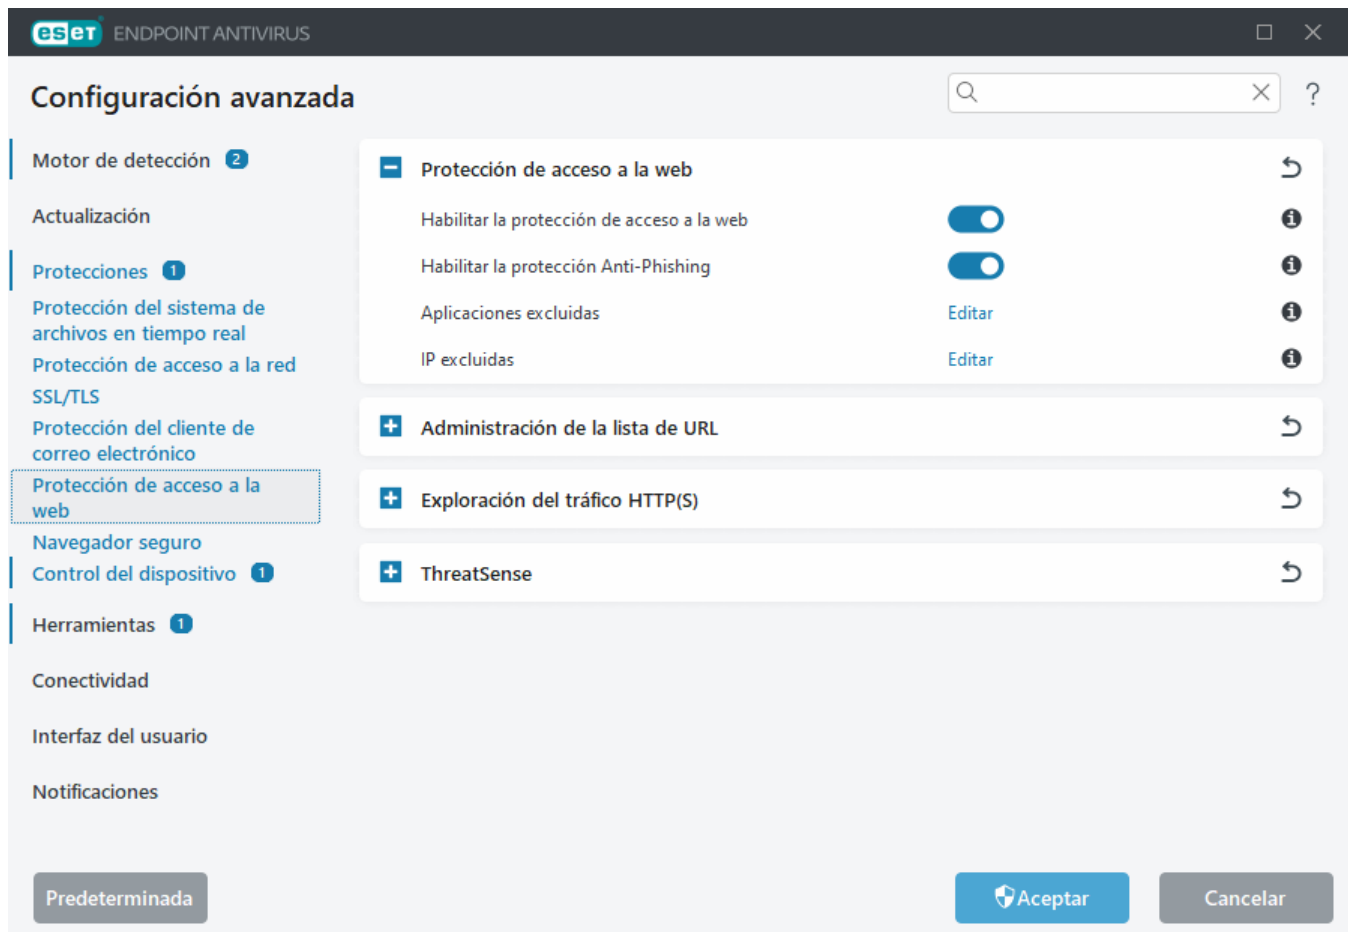 eset ENDPOINT ANTIVIRUS
Configuración avanzada
?
Motor de detección 2
Actualización
Protecciones 1
Protección del sistema de
archivos en tiempo real
Protección de acceso a la red
SSL/TLS
Protección del cliente de
correo electrónico
Protección de acceso a la
web
Navegador seguro
Control del dispositivo 1
Herramientas 1
Conectividad
Interfaz del usuario
Notificaciones
Protección de acceso a la web
Habilitar la protección de acceso a la web
Habilitar la protección Anti-Phishing
Aplicaciones excluidas Editar
IP excluidas Editar
Administración de la lista de URL
Exploración del tráfico HTTP(S)
ThreatSense
Predeterminada
Aceptar
Cancelar